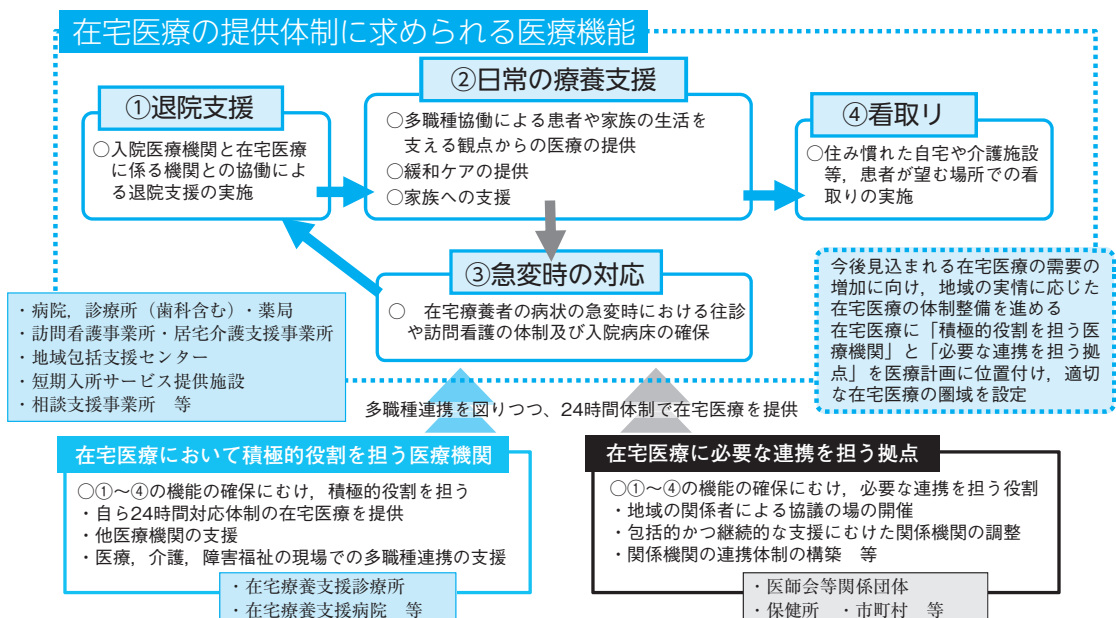 在宅医療の提供体制に求められる医療機能
①退院支援
○入院医療機関と在宅医療
に係る機関との協働によ
る退院支援の実施
②日常の療養支援
○多職種協働による患者や家族の生活を
支える観点からの医療の提供
○緩和ケアの提供
○家族への支援
④看取り
○住み慣れた自宅や介護施設
等，患者が望む場所での看
取りの実施
③急変時の対応
○ 在宅療養者の病状の急変時における往診
や訪問看護の体制及び入院病床の確保
・病院，診療所（歯科含む）・薬局
・訪問看護事業所・居宅介護支援事業所
・地域包括支援センター
・短期入所サービス提供施設
・相談支援事業所 等
今後見込まれる在宅医療の需要の
増加に向け，地域の実情に応じた
在宅医療の体制整備を進める
在宅医療に「積極的役割を担う医
療機関」と「必要な連携を担う拠
点」を医療計画に位置付け，適切
な在宅医療の圏域を設定
多職種連携を図りつつ、24時間体制で在宅医療を提供
在宅医療において積極的役割を担う医療機関
○①～④の機能の確保にむけ，積極的役割を担う
・自ら24時間対応体制の在宅医療を提供
・他医療機関の支援
・医療，介護，障害福祉の現場での多職種連携の支援
・在宅療養支援診療所
・在宅療養支援病院 等
在宅医療に必要な連携を担う拠点
○①～④の機能の確保にむけ，必要な連携を担う役割
・地域の関係者による協議の場の開催
・包括的かつ継続的な支援にむけた関係機関の調整
・関係機関の連携体制の構築 等
・医師会等関係団体
・保健所 ・市町村 等